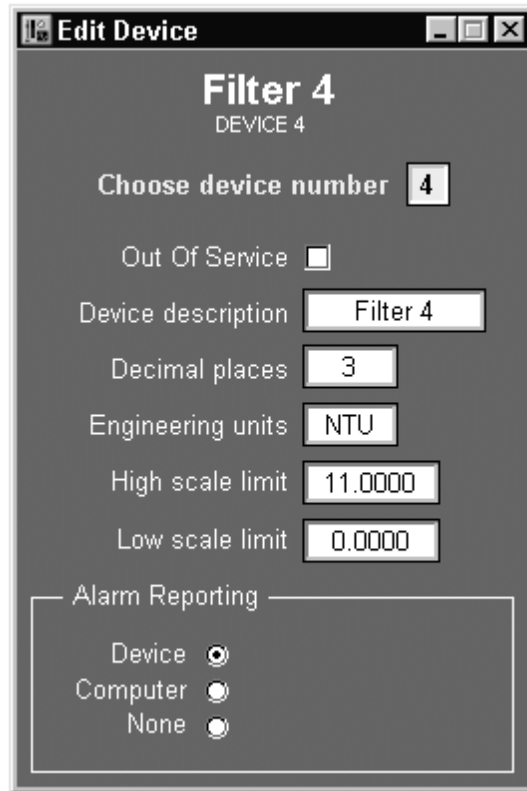 Edit Device
Filter 4
DEVICE 4
Choose device number 4
Out Of Service
Device description Filter 4
Decimal places 3
Engineering units NTU
High scale limit 11.0000
Low scale limit 0.0000
Alarm Reporting
Device
Computer
None